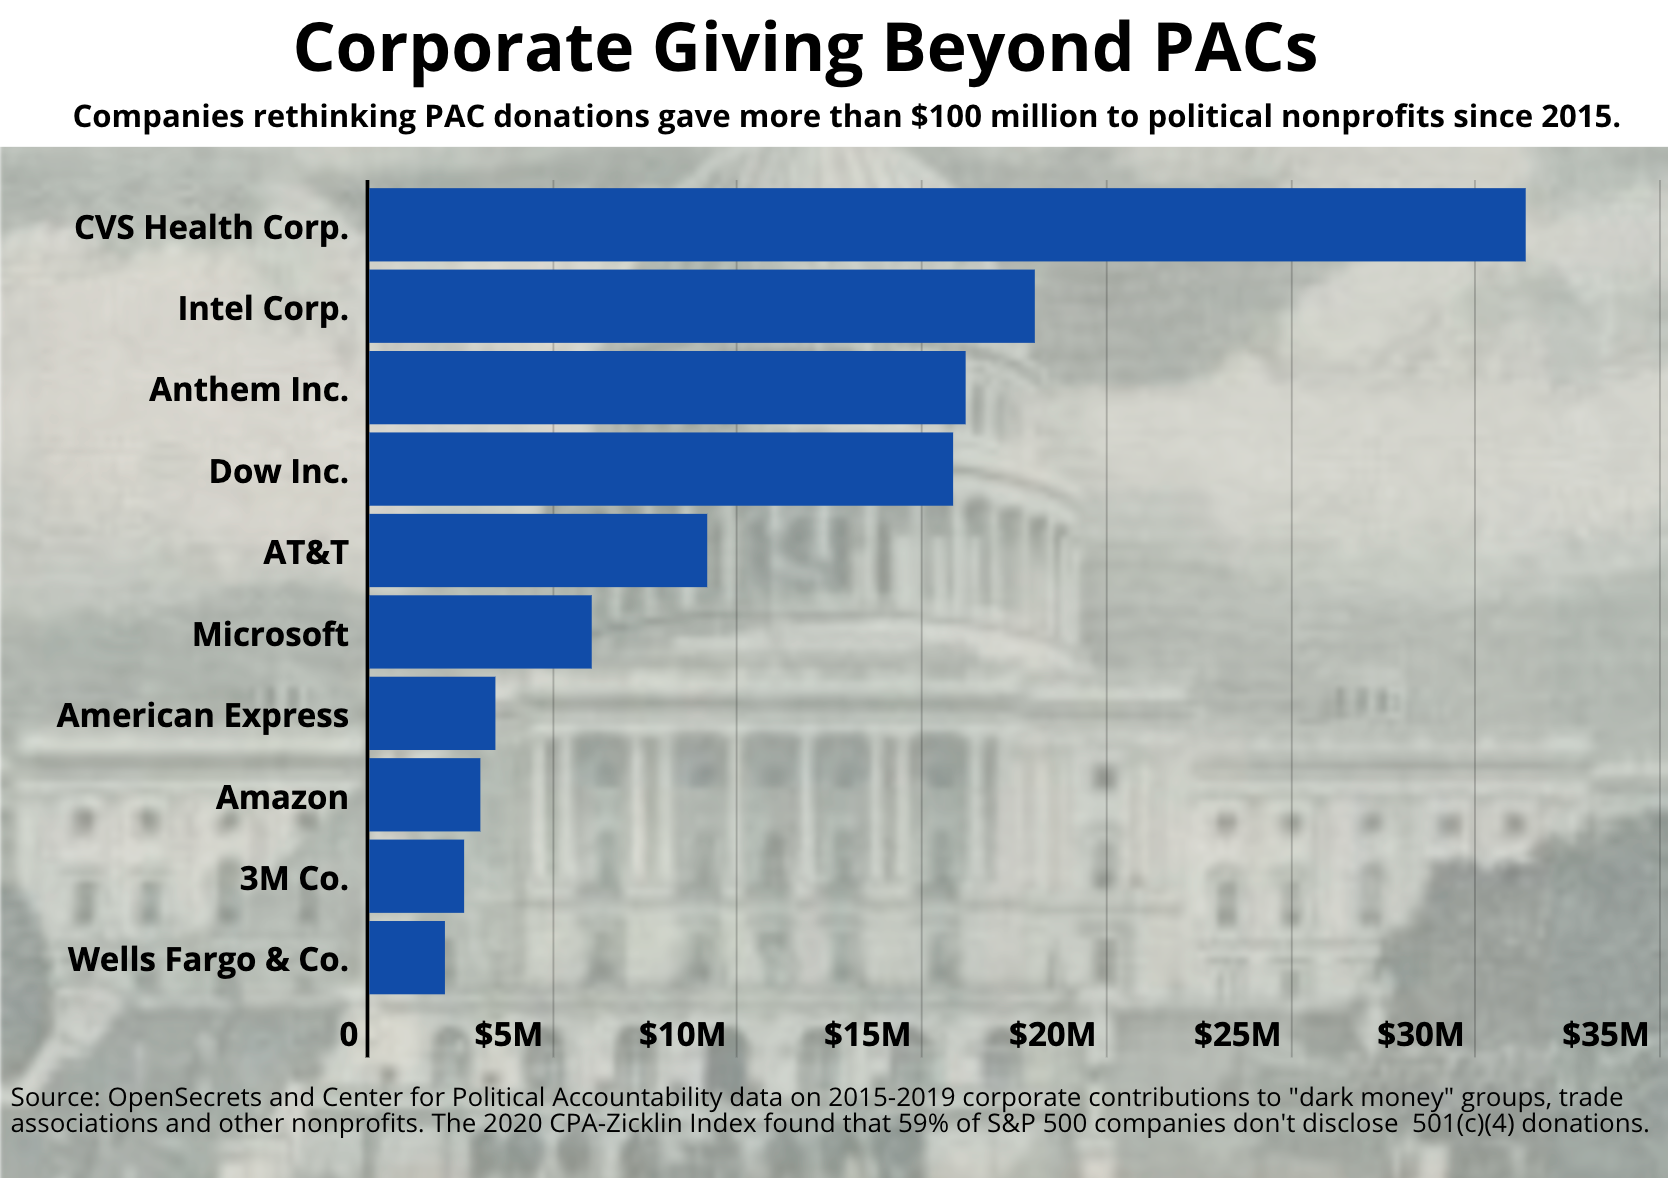 Corporate Giving Beyond PACs
Companies rethinking PAC donations gave more than $100 million to political nonprofits since 2015.
CVS Health Corp.
Intel Corp.
Anthem Inc.
Dow Inc.
AT&T
Microsoft
American Express
Amazon
3M Co.
Wells Fargo & Co.
0 $5M $10M $15M $20M $25M $30M $35M
Source: OpenSecrets and Center for Political Accountability data on 2015-2019 corporate contributions to "dark money" groups, trade
associations and other nonprofits. The 2020 CPA-Zicklin Index found that 59% of S&P 500 companies don't disclose  501(c)(4) donations.